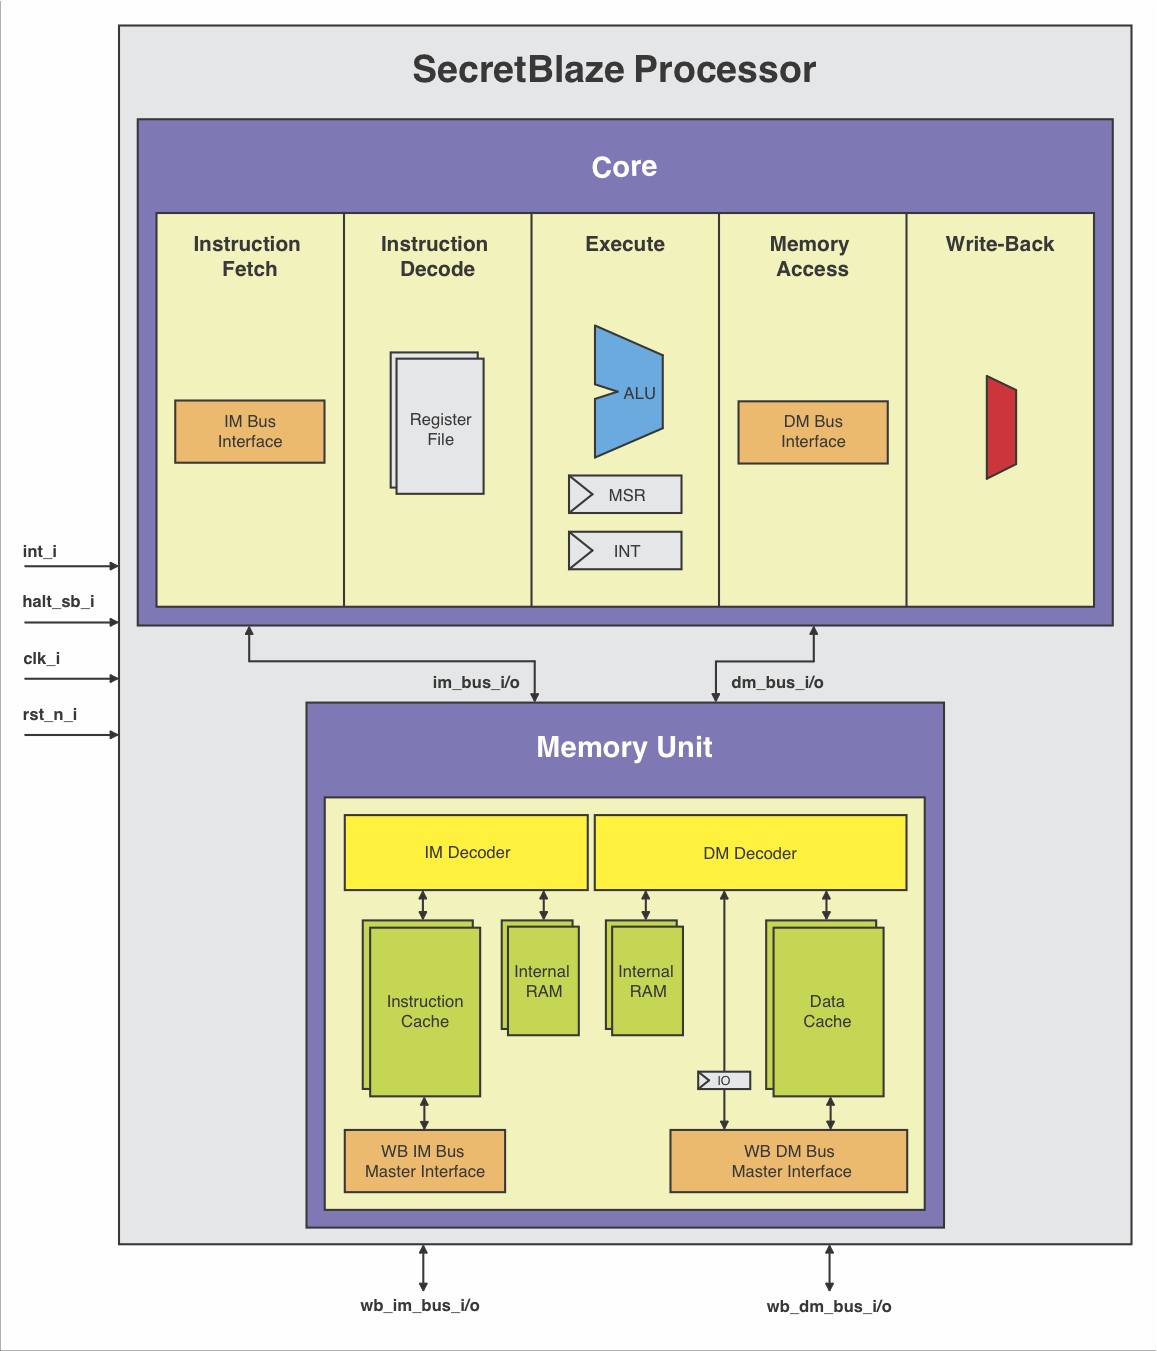 SecretBlaze Processor
Core
Instruction
Fetch
Instruction
Decode
Execute
Memory
Access
Write-Back
IM Bus
Interface
Register
File
ALU
MSR
INT
DM Bus
Interface
int_i
halt_sb_i
clk_i
rst_n_i
im_bus_i/o
dm_bus_i/o
Memory Unit
IM Decoder
DM Decoder
Instruction
Cache
Internal
RAM
Internal
RAM
Data
Cache
IO
WB IM Bus
Master Interface
WB DM Bus
Master Interface
wb_im_bus_i/o
wb_dm_bus_i/o